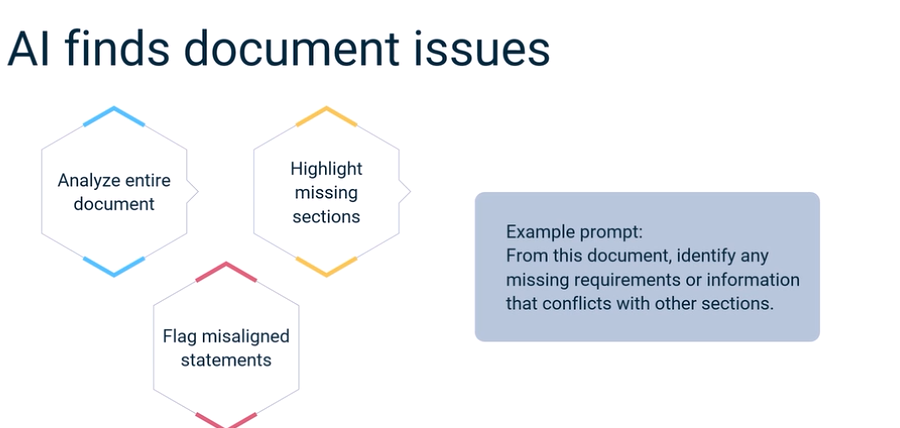 AI finds document issues
Analyze entire
document
Highlight
missing
sections
Flag misaligned
statements
Example prompt:
From this document, identify any
missing requirements or information
that conflicts with other sections.